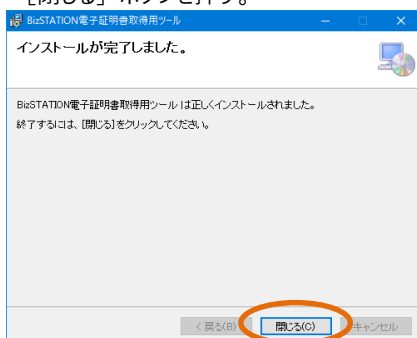 「閉じる」ボタンを押す。
BizSTATION電子証明書取得用ツール
インストールが完了しました。
BizSTATION電子証明書取得用ツール は正しくインストールされました。
終了するには、[閉じる]をクリックしてください。
< 戻る(B)
閉じる(C)
キャンセル